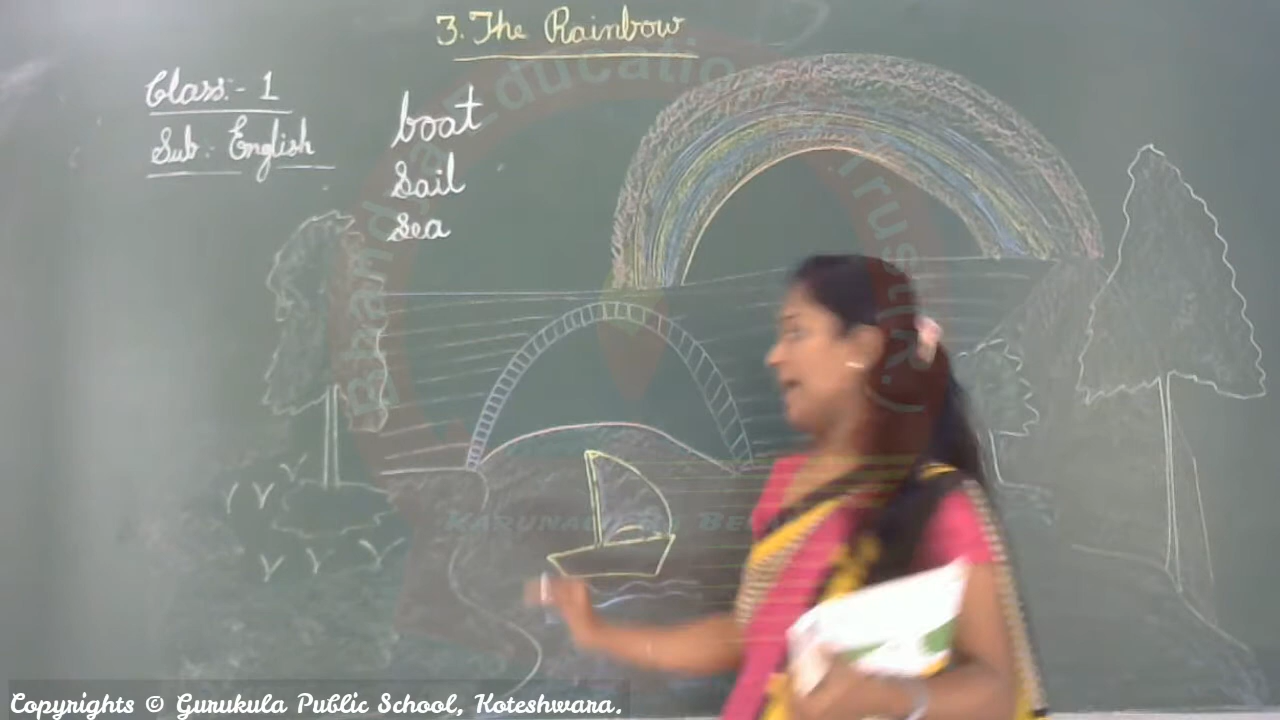 3. The Rainbow
Class:- 1
Sub: English
boat
Sail
Sea
Copyrights © Gurukula Public School, Koteshwara.